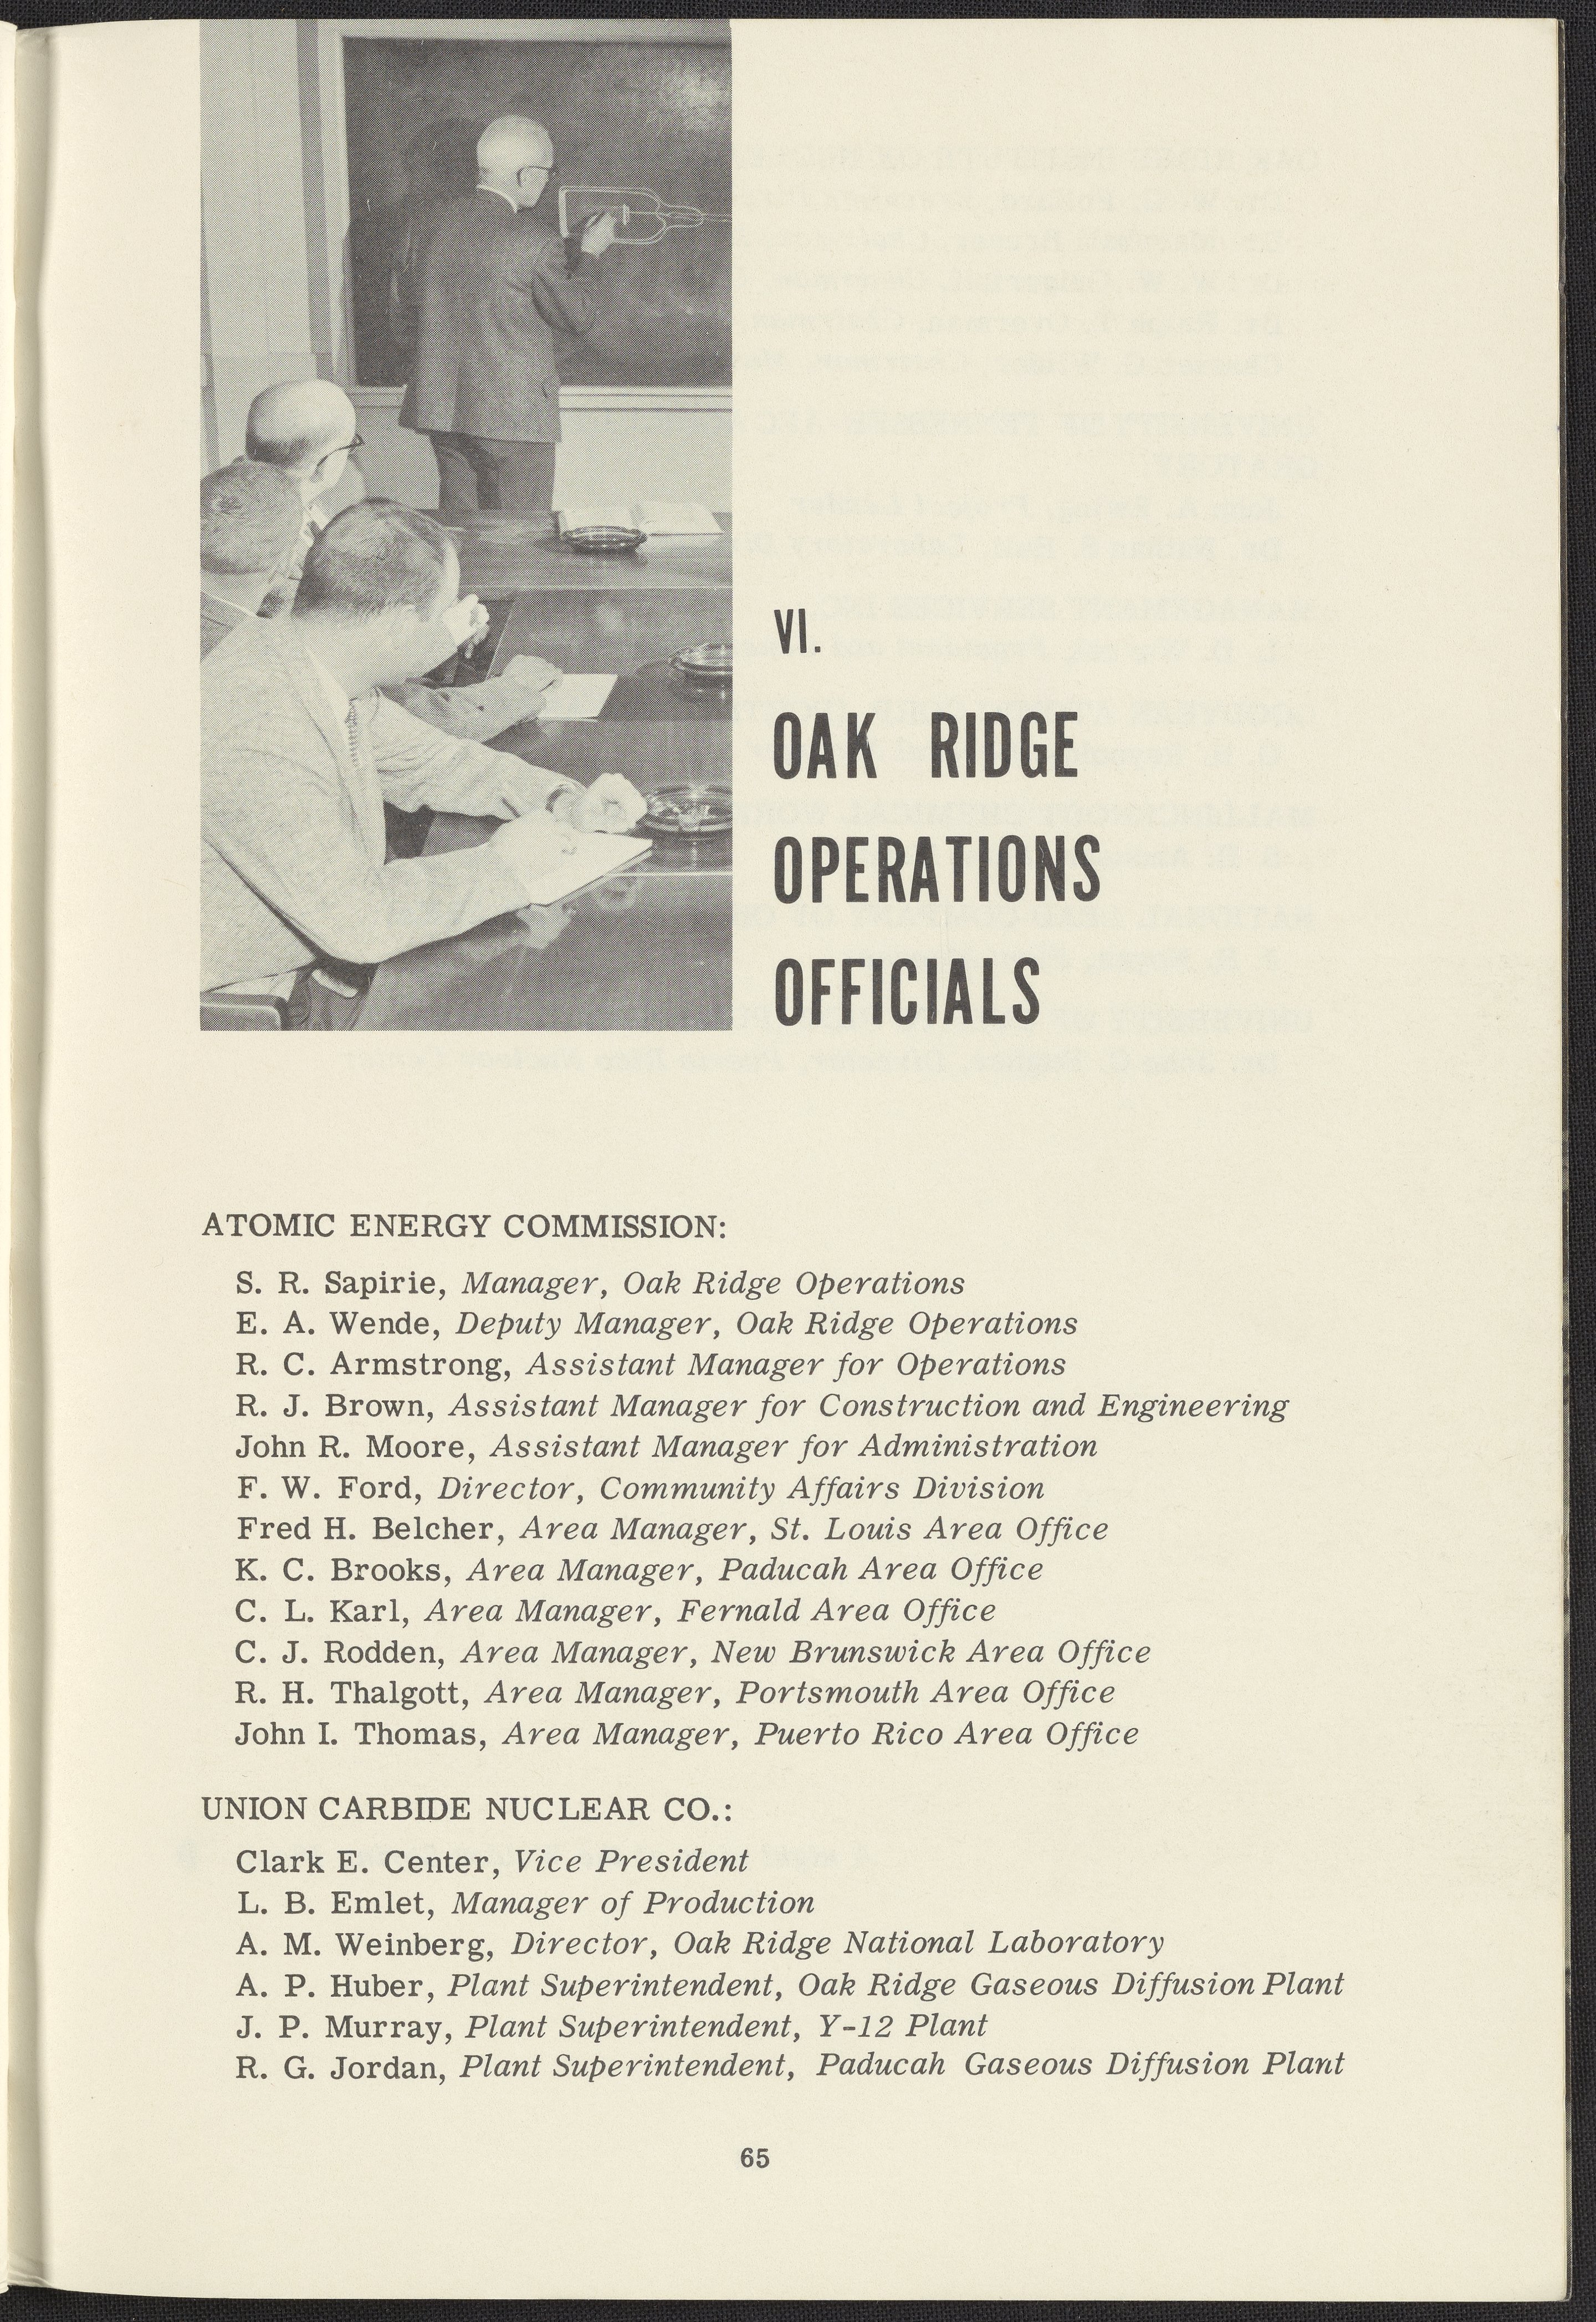 VI.
OAK RIDGE
OPERATIONS
OFFICIALS
ATOMIC ENERGY COMMISSION:
S. R. Sapirie, Manager, Oak Ridge Operations
E. A. Wende, Deputy Manager, Oak Ridge Operations
R. C. Armstrong, Assistant Manager for Operations
R. J. Brown, Assistant Manager for Construction and Engineering
John R. Moore, Assistant Manager for Administration
F. W. Ford, Director, Community Affairs Division
Fred H. Belcher, Area Manager, St. Louis Area Office
K. C. Brooks, Area Manager, Paducah Area Office
C. L. Karl, Area Manager, Fernald Area Office
C. J. Rodden, Area Manager, New Brunswick Area Office
R. H. Thalgott, Area Manager, Portsmouth Area Office
John I. Thomas, Area Manager, Puerto Rico Area Office
UNION CARBIDE NUCLEAR CO.:
Clark E. Center, Vice President
L. B. Emlet, Manager of Production
A. M. Weinberg, Director, Oak Ridge National Laboratory
A. P. Huber, Plant Superintendent, Oak Ridge Gaseous Diffusion Plant
J. P. Murray, Plant Superintendent, Y-12 Plant
R. G. Jordan, Plant Superintendent, Paducah Gaseous Diffusion Plant
65